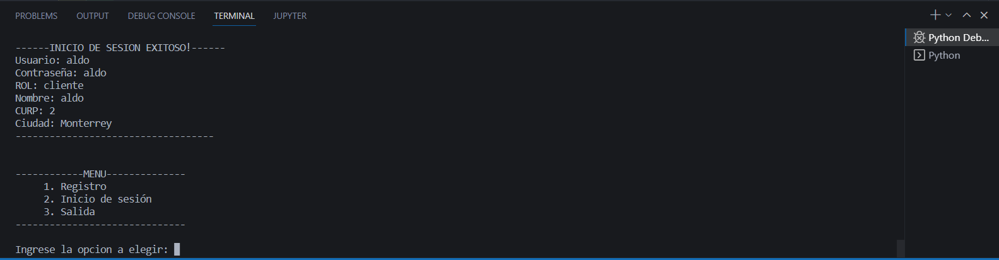 PROBLEMS OUTPUT DEBUG CONSOLE TERMINAL JUPYTER
Python Deb...
Python
------INICIO DE SESION EXITOSO!------
Usuario: aldo
Contraseña: aldo
ROL: cliente
Nombre: aldo
CURP: 2
Ciudad: Monterrey
-----------------------------------
------------MENU--------------
1. Registro
2. Inicio de sesión
3. Salida
------------------------------
Ingrese la opcion a elegir: